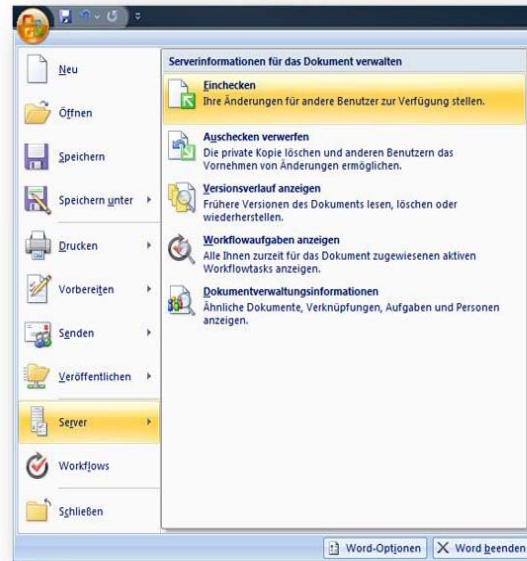 Neu
Öffnen
Speichern
Speichern unter
Drucken
Vorbereiten
Senden
Veröffentlichen
Server
Workflows
Schließen
Serverinformationen für das Dokument verwalten
Einchecken
Ihre Änderungen für andere Benutzer zur Verfügung stellen.
Auschecken verwerfen
Die private Kopie löschen und anderen Benutzern das
Vornehmen von Änderungen ermöglichen.
Versionsverlauf anzeigen
Frühere Versionen des Dokuments lesen, löschen oder
wiederherstellen.
Workflowaufgaben anzeigen
Alle Ihnen zurzeit für das Dokument zugewiesenen aktiven
Workflowtasks anzeigen.
Dokumentverwaltungsinformationen
Ähnliche Dokumente, Verknüpfungen, Aufgaben und Personen
anzeigen.
Word-Optionen
Word beenden